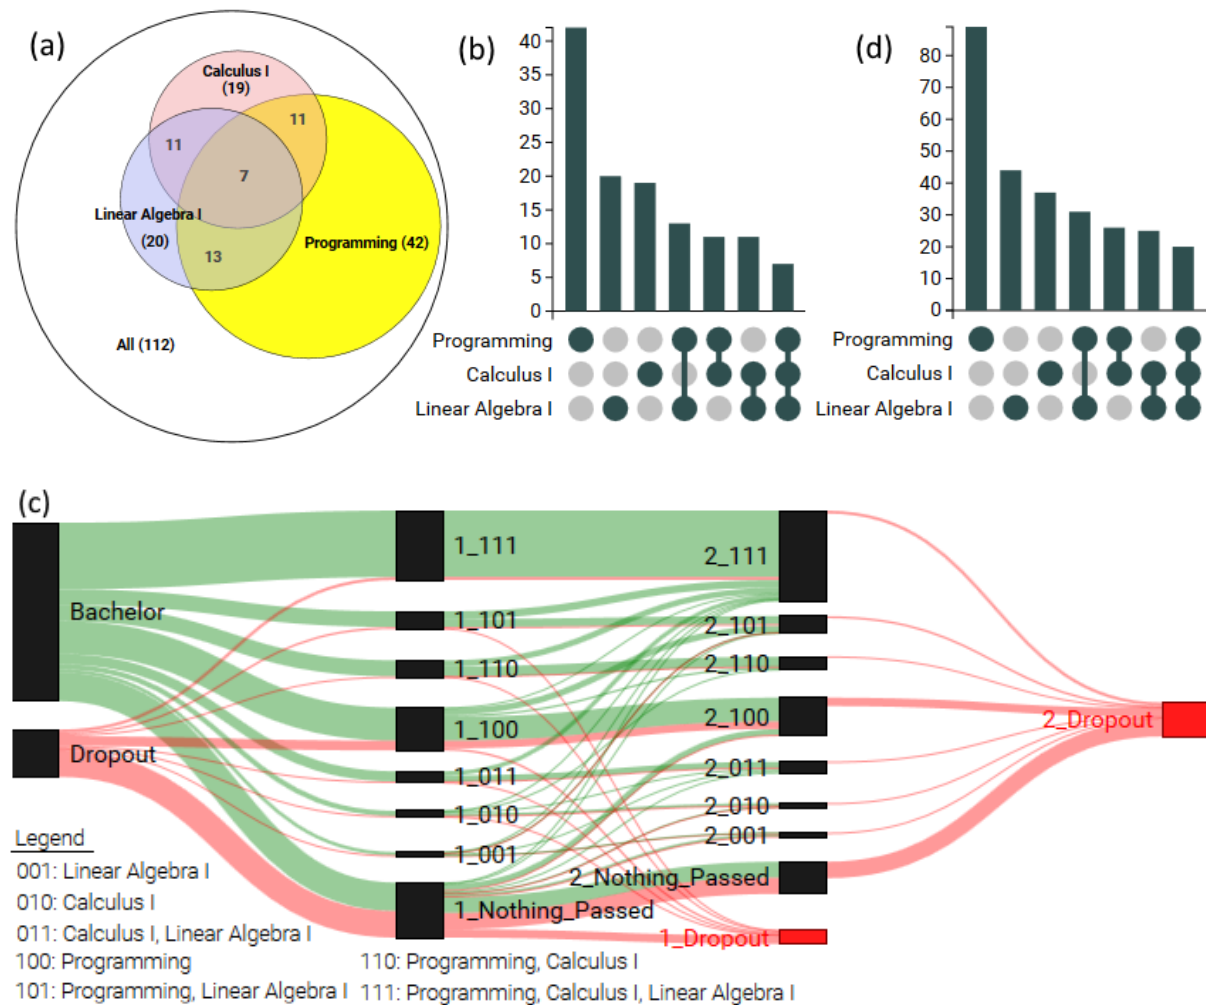 (a)
Calculus I
(19)
11
11
7
Linear Algebra I
(20)
Programming (42)
13
All (112)
(b)
40
35
30
25
20
15
10
5
0
Programming
Calculus I
Linear Algebra I
(d)
80
70
60
50
40
30
20
10
0
Programming
Calculus I
Linear Algebra I
(c)
1_111
2_111
Bachelor
1_101
2_101
1_110
2_110
1_100
2_100
2_Dropout
Dropout
1_011
2_011
1_010
2_010
1_001
2_001
2_Nothing_Passed
1_Nothing_Passed
1_Dropout
Legend
001: Linear Algebra I
010: Calculus I
011: Calculus I, Linear Algebra I
100: Programming
101: Programming, Linear Algebra I
110: Programming, Calculus I
111: Programming, Calculus I, Linear Algebra I